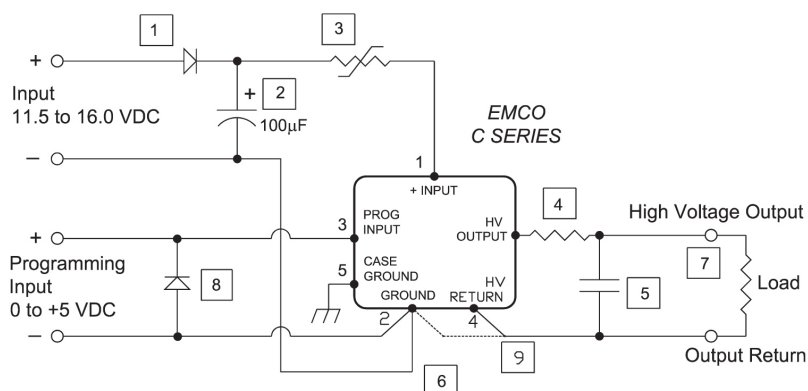 1
3
+
Input
11.5 to 16.0 VDC
+
2
100µF
EMCO
C SERIES
–
1
+ INPUT
+
3
PROG
INPUT
HV
OUTPUT
4
High Voltage Output
Programming
Input
0 to +5 VDC
8
5
CASE
GROUND
GROUND
HV
RETURN
5
7
Load
–
2
4
9
6
Output Return